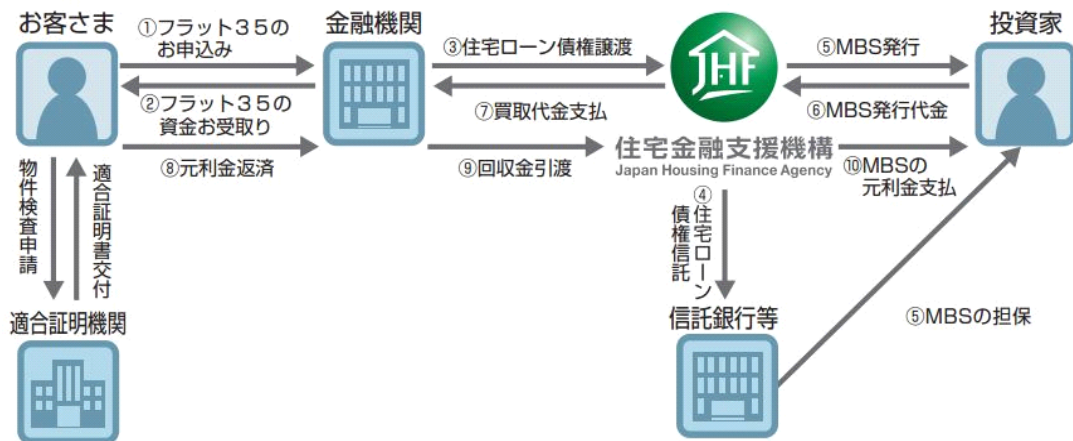 お客さま
①フラット35の
お申込み
金融機関
③住宅ローン債権譲渡
JHF
⑤MBS発行
投資家
②フラット35の
資金お受取り
⑦買取代金支払
⑥MBS発行代金
⑧元利金返済
⑨回収金引渡
住宅金融支援機構
Japan Housing Finance Agency
⑩MBSの
元利金支払
物件検査申請
適合証明書交付
④住宅ローン
債権信託
適合証明機関
信託銀行等
⑤MBSの担保